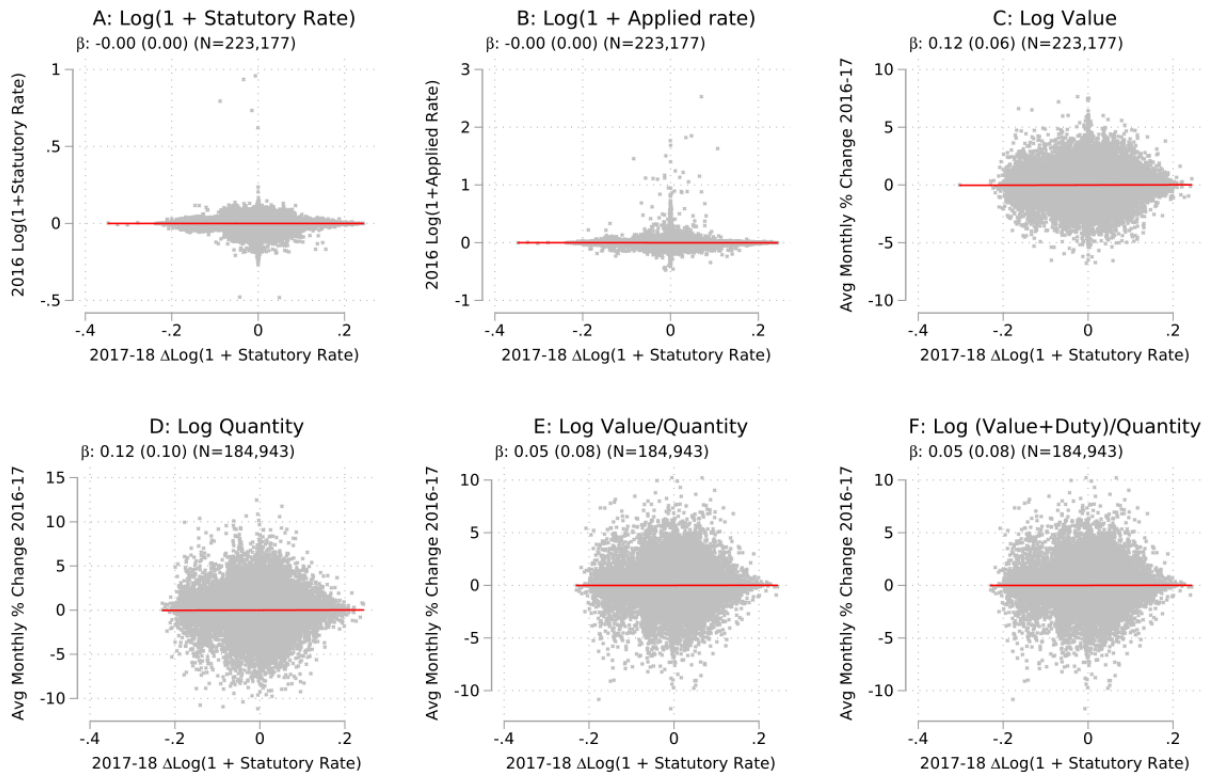 A: Log(1 + Statutory Rate)
β: -0.00 (0.00) (N=223,177)
2016 Log(1+Statutory Rate)
1
.5
0
-.5
-.4 -.2 0 .2
2017-18 ΔLog(1 + Statutory Rate)
B: Log(1 + Applied rate)
β: -0.00 (0.00) (N=223,177)
2016 Log(1+Applied Rate)
3
2
1
0
-1
-.4 -.2 0 .2
2017-18 ΔLog(1 + Statutory Rate)
C: Log Value
β: 0.12 (0.06) (N=223,177)
Avg Monthly % Change 2016-17
10
5
0
-5
-10
-.4 -.2 0 .2
2017-18 ΔLog(1 + Statutory Rate)
D: Log Quantity
β: 0.12 (0.10) (N=184,943)
Avg Monthly % Change 2016-17
15
10
5
0
-5
-10
-.4 -.2 0 .2
2017-18 ΔLog(1 + Statutory Rate)
E: Log Value/Quantity
β: 0.05 (0.08) (N=184,943)
Avg Monthly % Change 2016-17
10
5
0
-5
-10
-.4 -.2 0 .2
2017-18 ΔLog(1 + Statutory Rate)
F: Log (Value+Duty)/Quantity
β: 0.05 (0.08) (N=184,943)
Avg Monthly % Change 2016-17
10
5
0
-5
-10
-.4 -.2 0 .2
2017-18 ΔLog(1 + Statutory Rate)